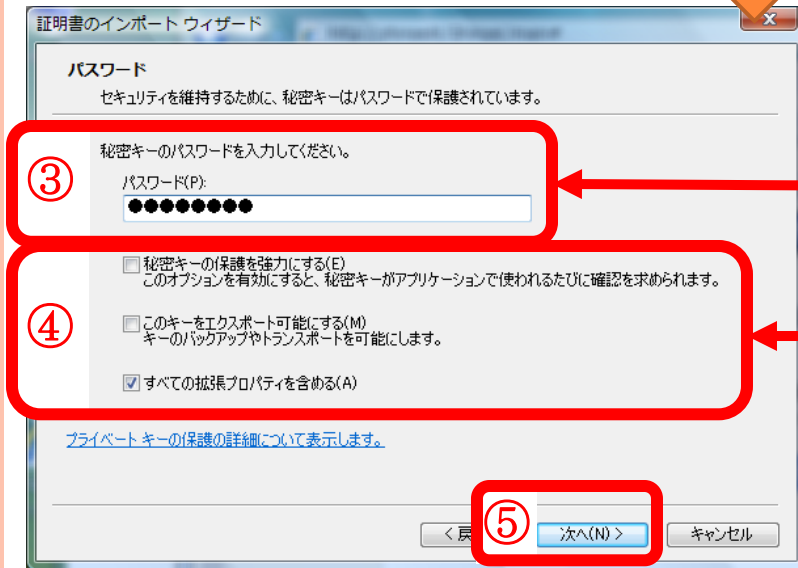 証明書のインポート ウィザード
パスワード
セキュリティを維持するために、秘密キーはパスワードで保護されています。
③
秘密キーのパスワードを入力してください。
パスワード(P):
●●●●●●●●
④
秘密キーの保護を強力にする(E)
このオプションを有効にすると、秘密キーがアプリケーションで使われるたびに確認を求められます。
このキーをエクスポート可能にする(M)
キーのバックアップやトランスポートを可能にします。
すべての拡張プロパティを含める(A)
プライベート キーの保護の詳細について表示します。
< 戻 ⑤ 次へ(N) > キャンセル